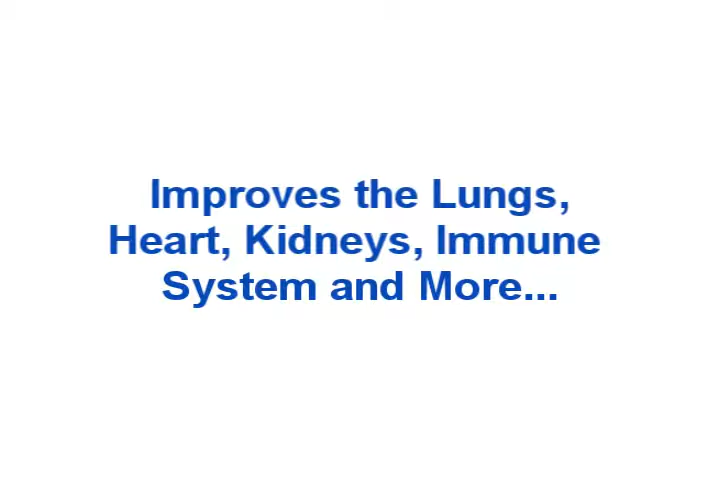 Improves the Lungs,
Heart, Kidneys, Immune
System and More...